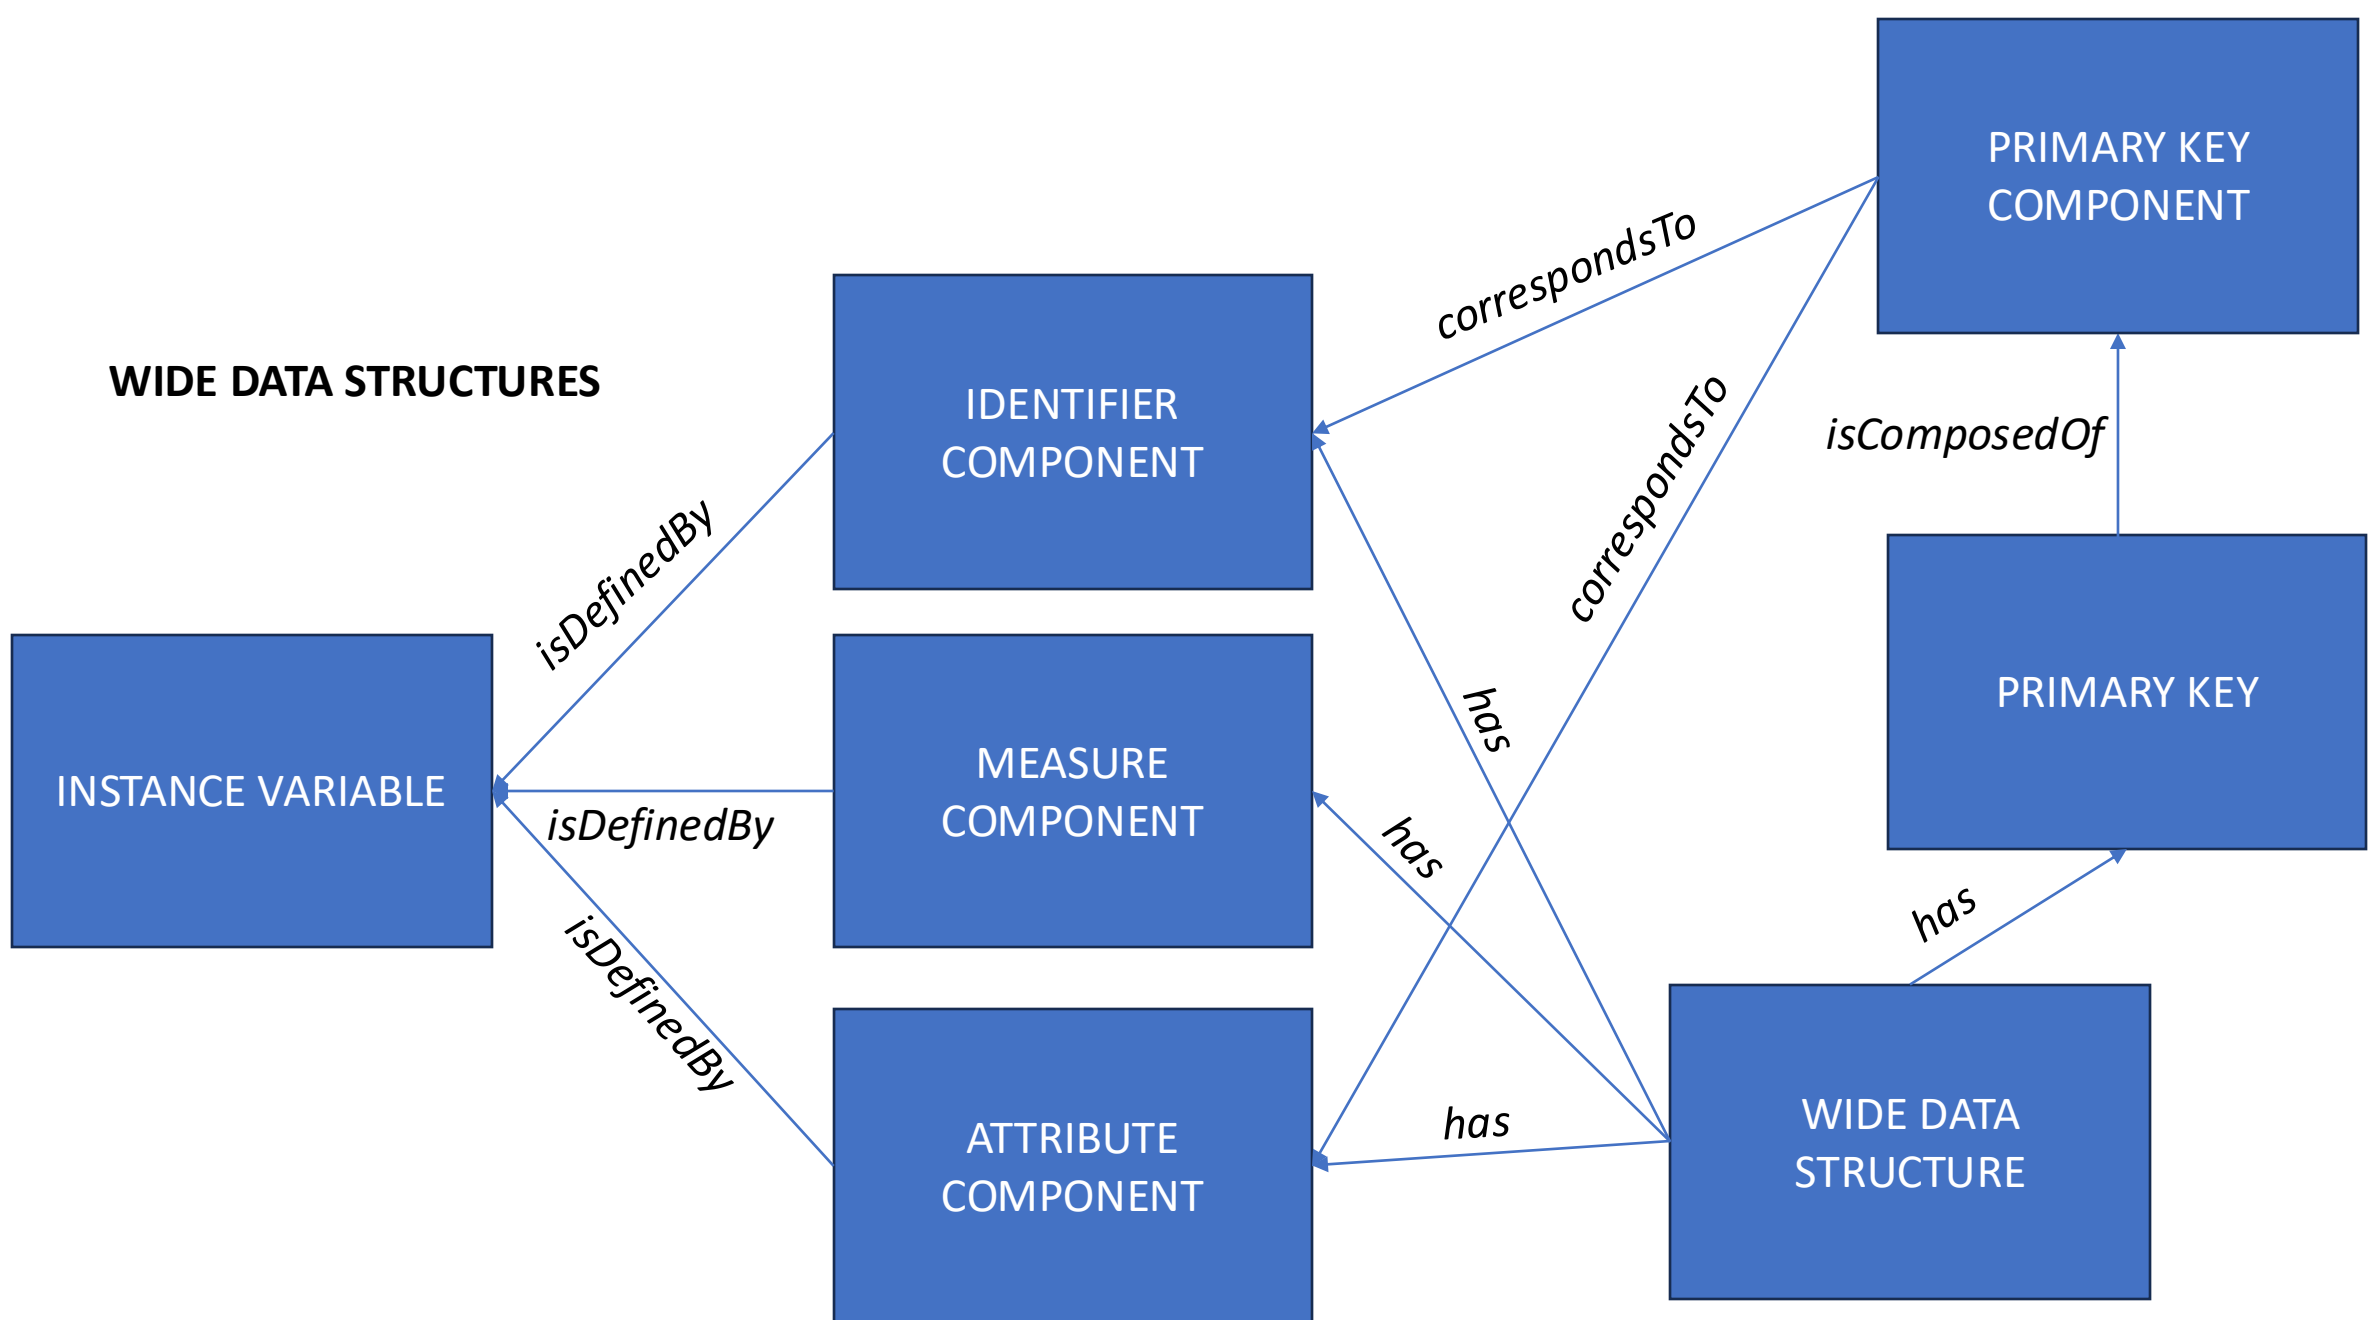 PRIMARY KEY
COMPONENT
correspondsTo
WIDE DATA STRUCTURES
IDENTIFIER
COMPONENT
correspondsTo
isComposedOf
isDefinedBy
has
PRIMARY KEY
INSTANCE VARIABLE
MEASURE
COMPONENT
isDefinedBy
has
has
isDefinedBy
ATTRIBUTE
COMPONENT
has
WIDE DATA
STRUCTURE